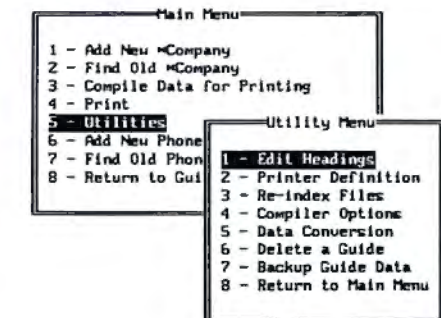 Main Menu
1 - Add New *Company
2 - Find Old *Company
3 - Compile Data for Printing
4 - Print
5 - Utilities
6 - Add New Phone
7 - Find Old Phon
8 - Return to Gui
Utility Menu
1 - Edit Headings
2 - Printer Definition
3 - Re-index Files
4 - Compiler Options
5 - Data Conversion
6 - Delete a Guide
7 - Backup Guide Data
8 - Return to Main Menu